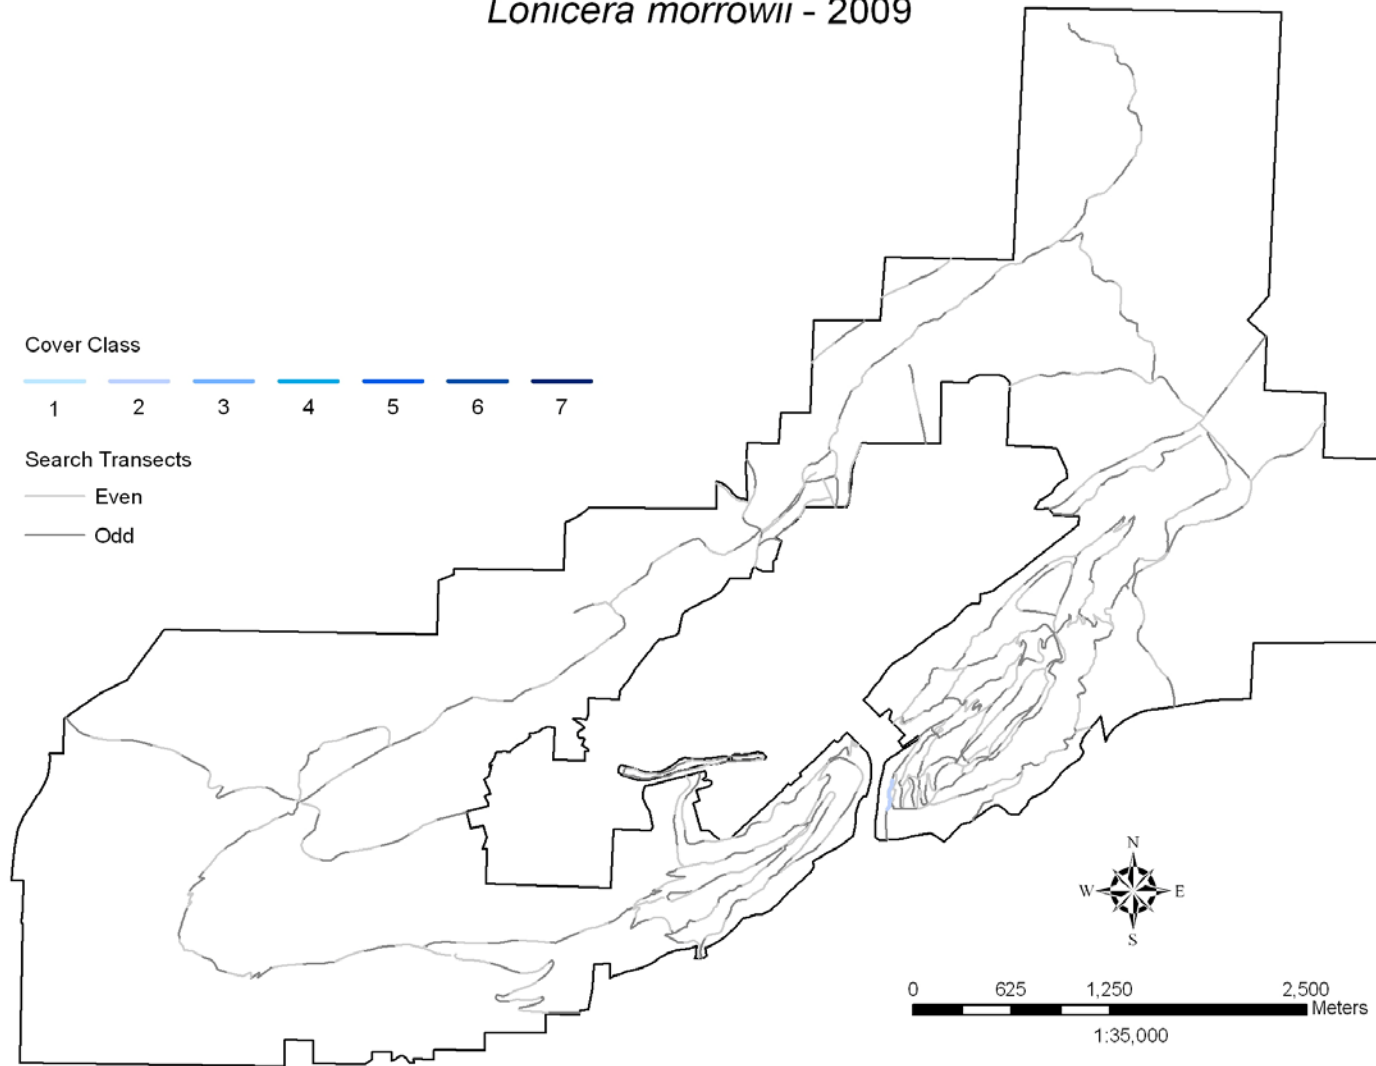 Lonicera morrowii - 2009
Cover Class
1 2 3 4 5 6 7
Search Transects
Even
Odd
N
W E
S
0 625 1,250 2,500
Meters
1:35,000